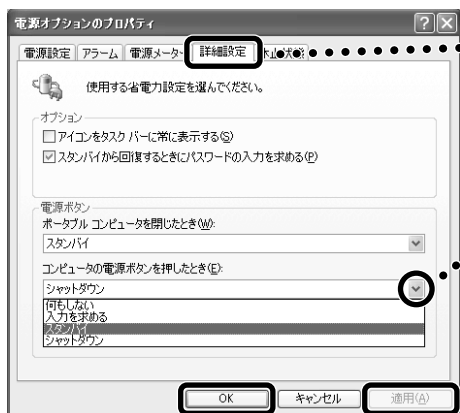 電源オプションのプロパティ
電源設定 アラーム 電源メーター 詳細設定
使用する省電力設定を選んでください。
オプション
アイコンをタスク バーに常に表示する(S)
スタンバイから回復するときにパスワードの入力を求める(P)
電源ボタン
ポータブル コンピュータを閉じたとき(W):
スタンバイ
コンピュータの電源ボタンを押したとき(E):
シャットダウン
何もしない
入力を求める
スタンバイ
シャットダウン
OK キャンセル 適用(A)